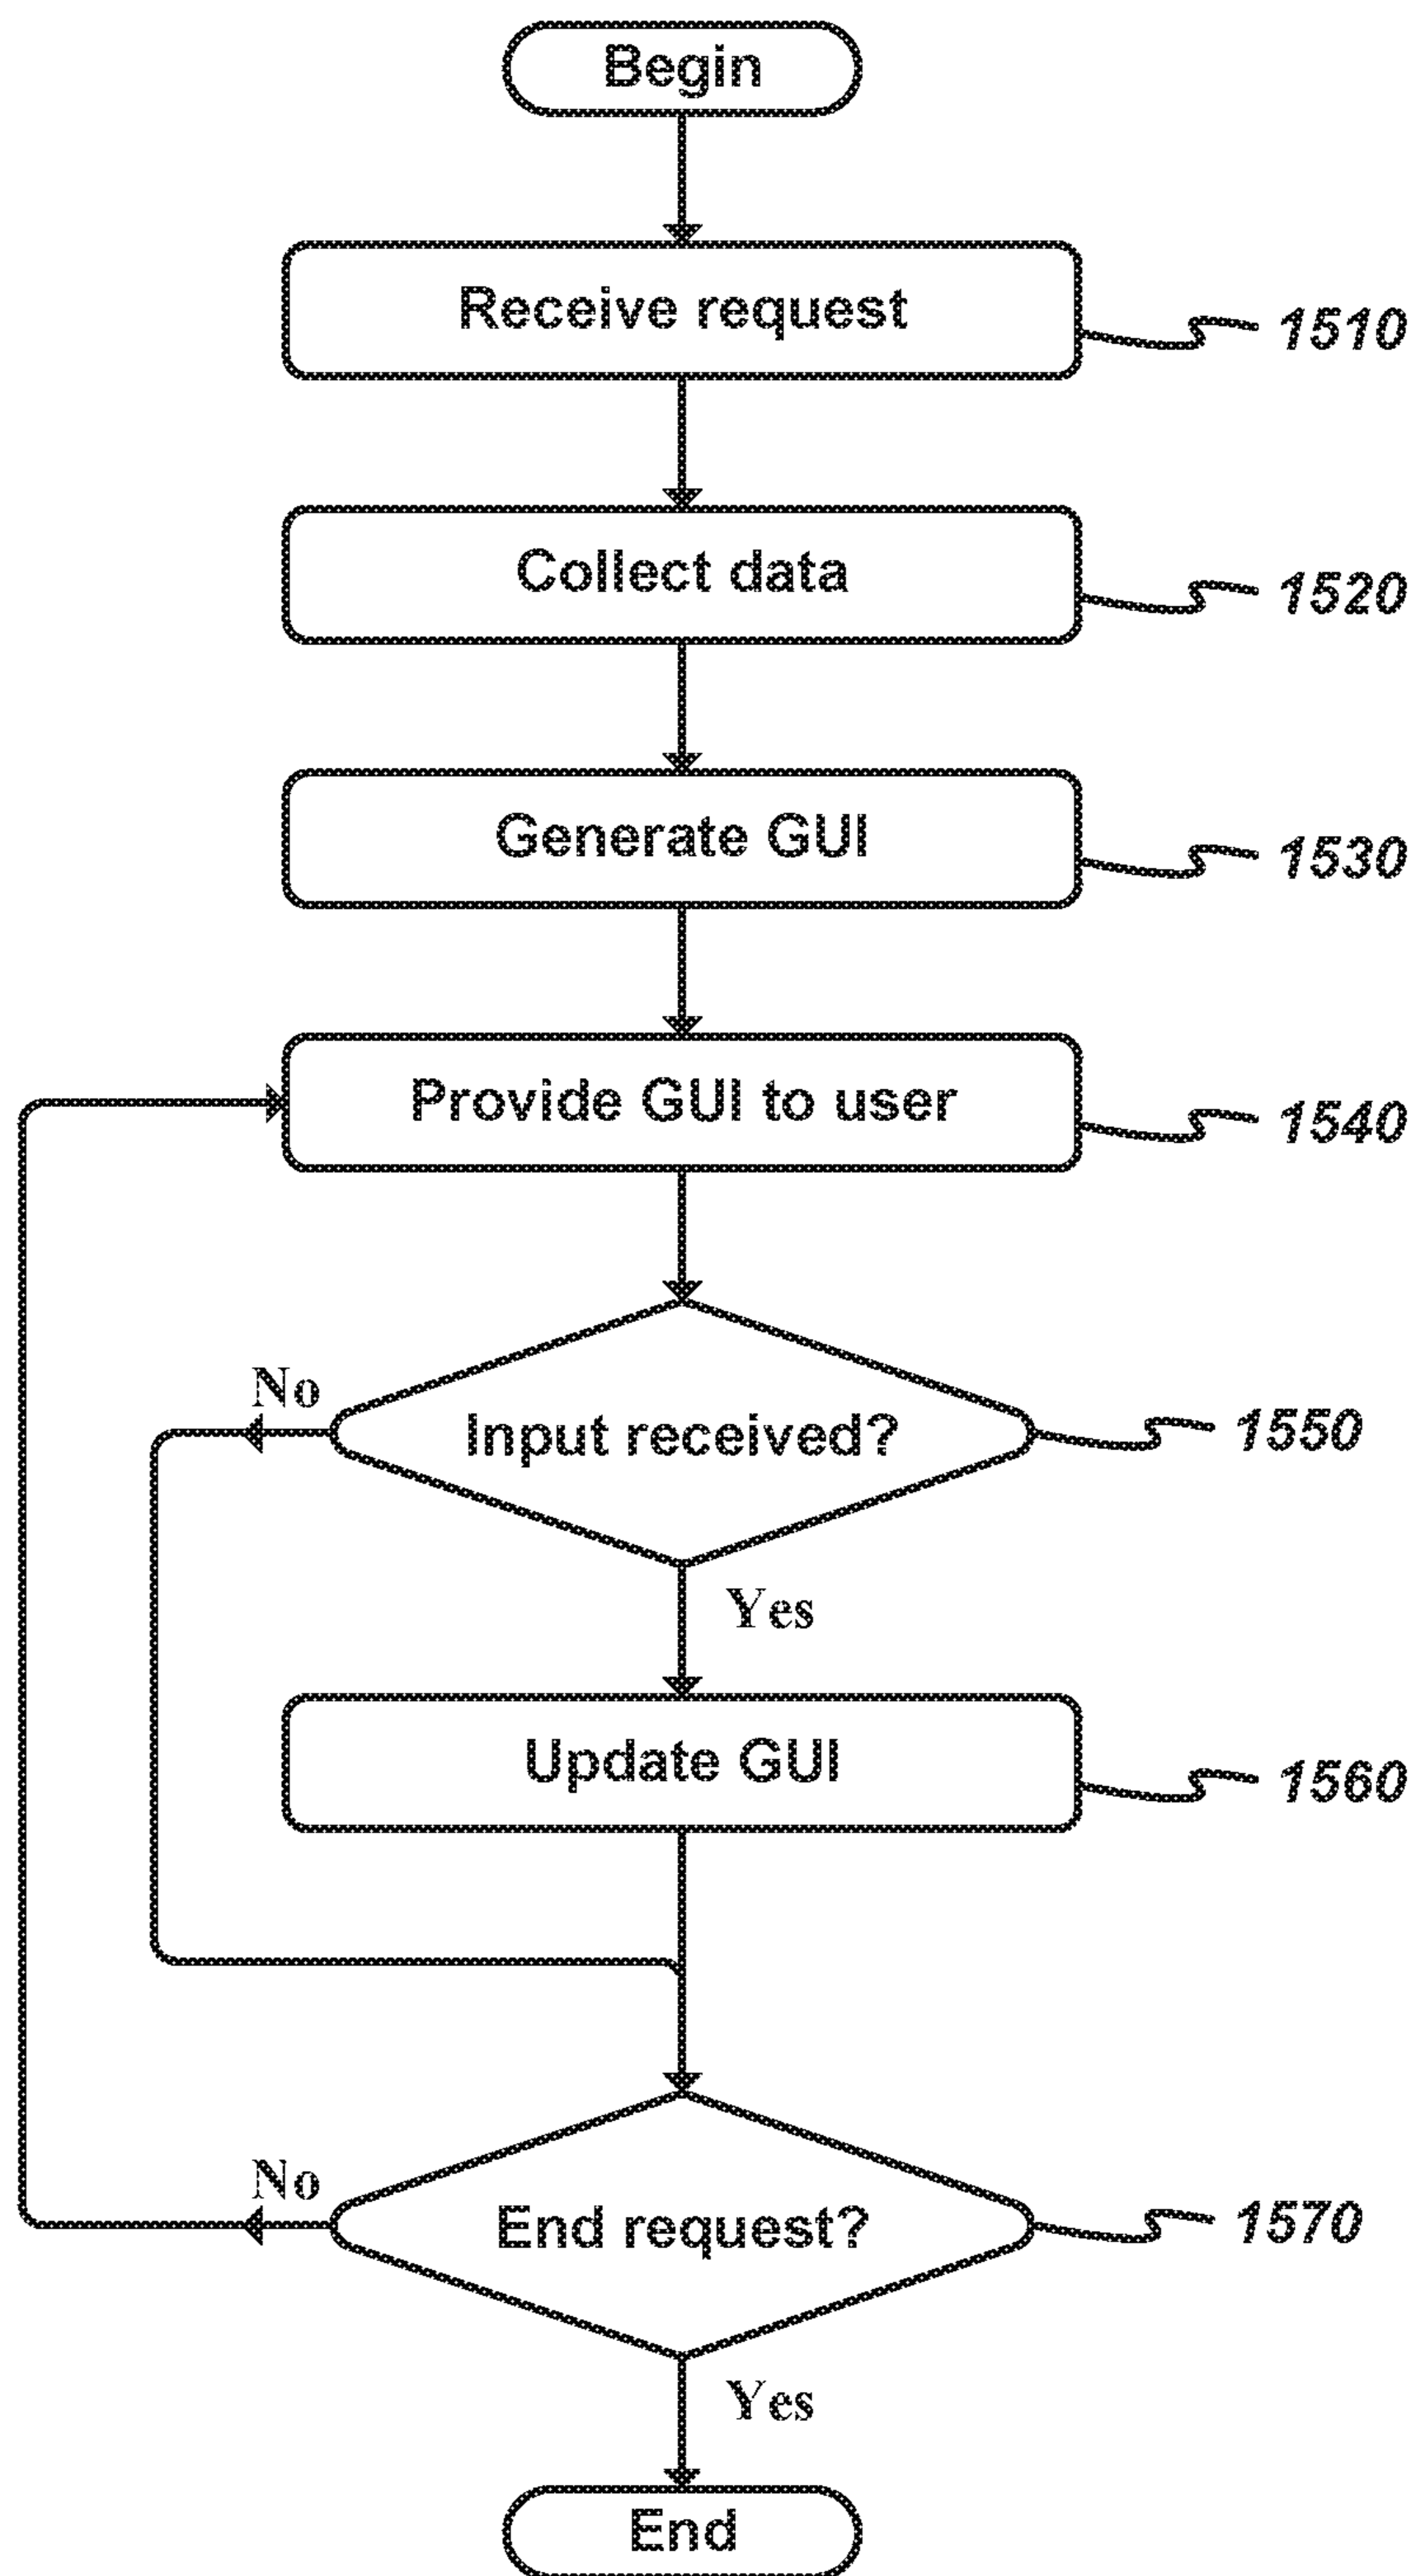 Begin
Receive request
1510
Collect data
1520
Generate GUI
1530
Provide GUI to user
1540
No
Input received?
1550
Yes
Update GUI
1560
No
End request?
1570
Yes
End